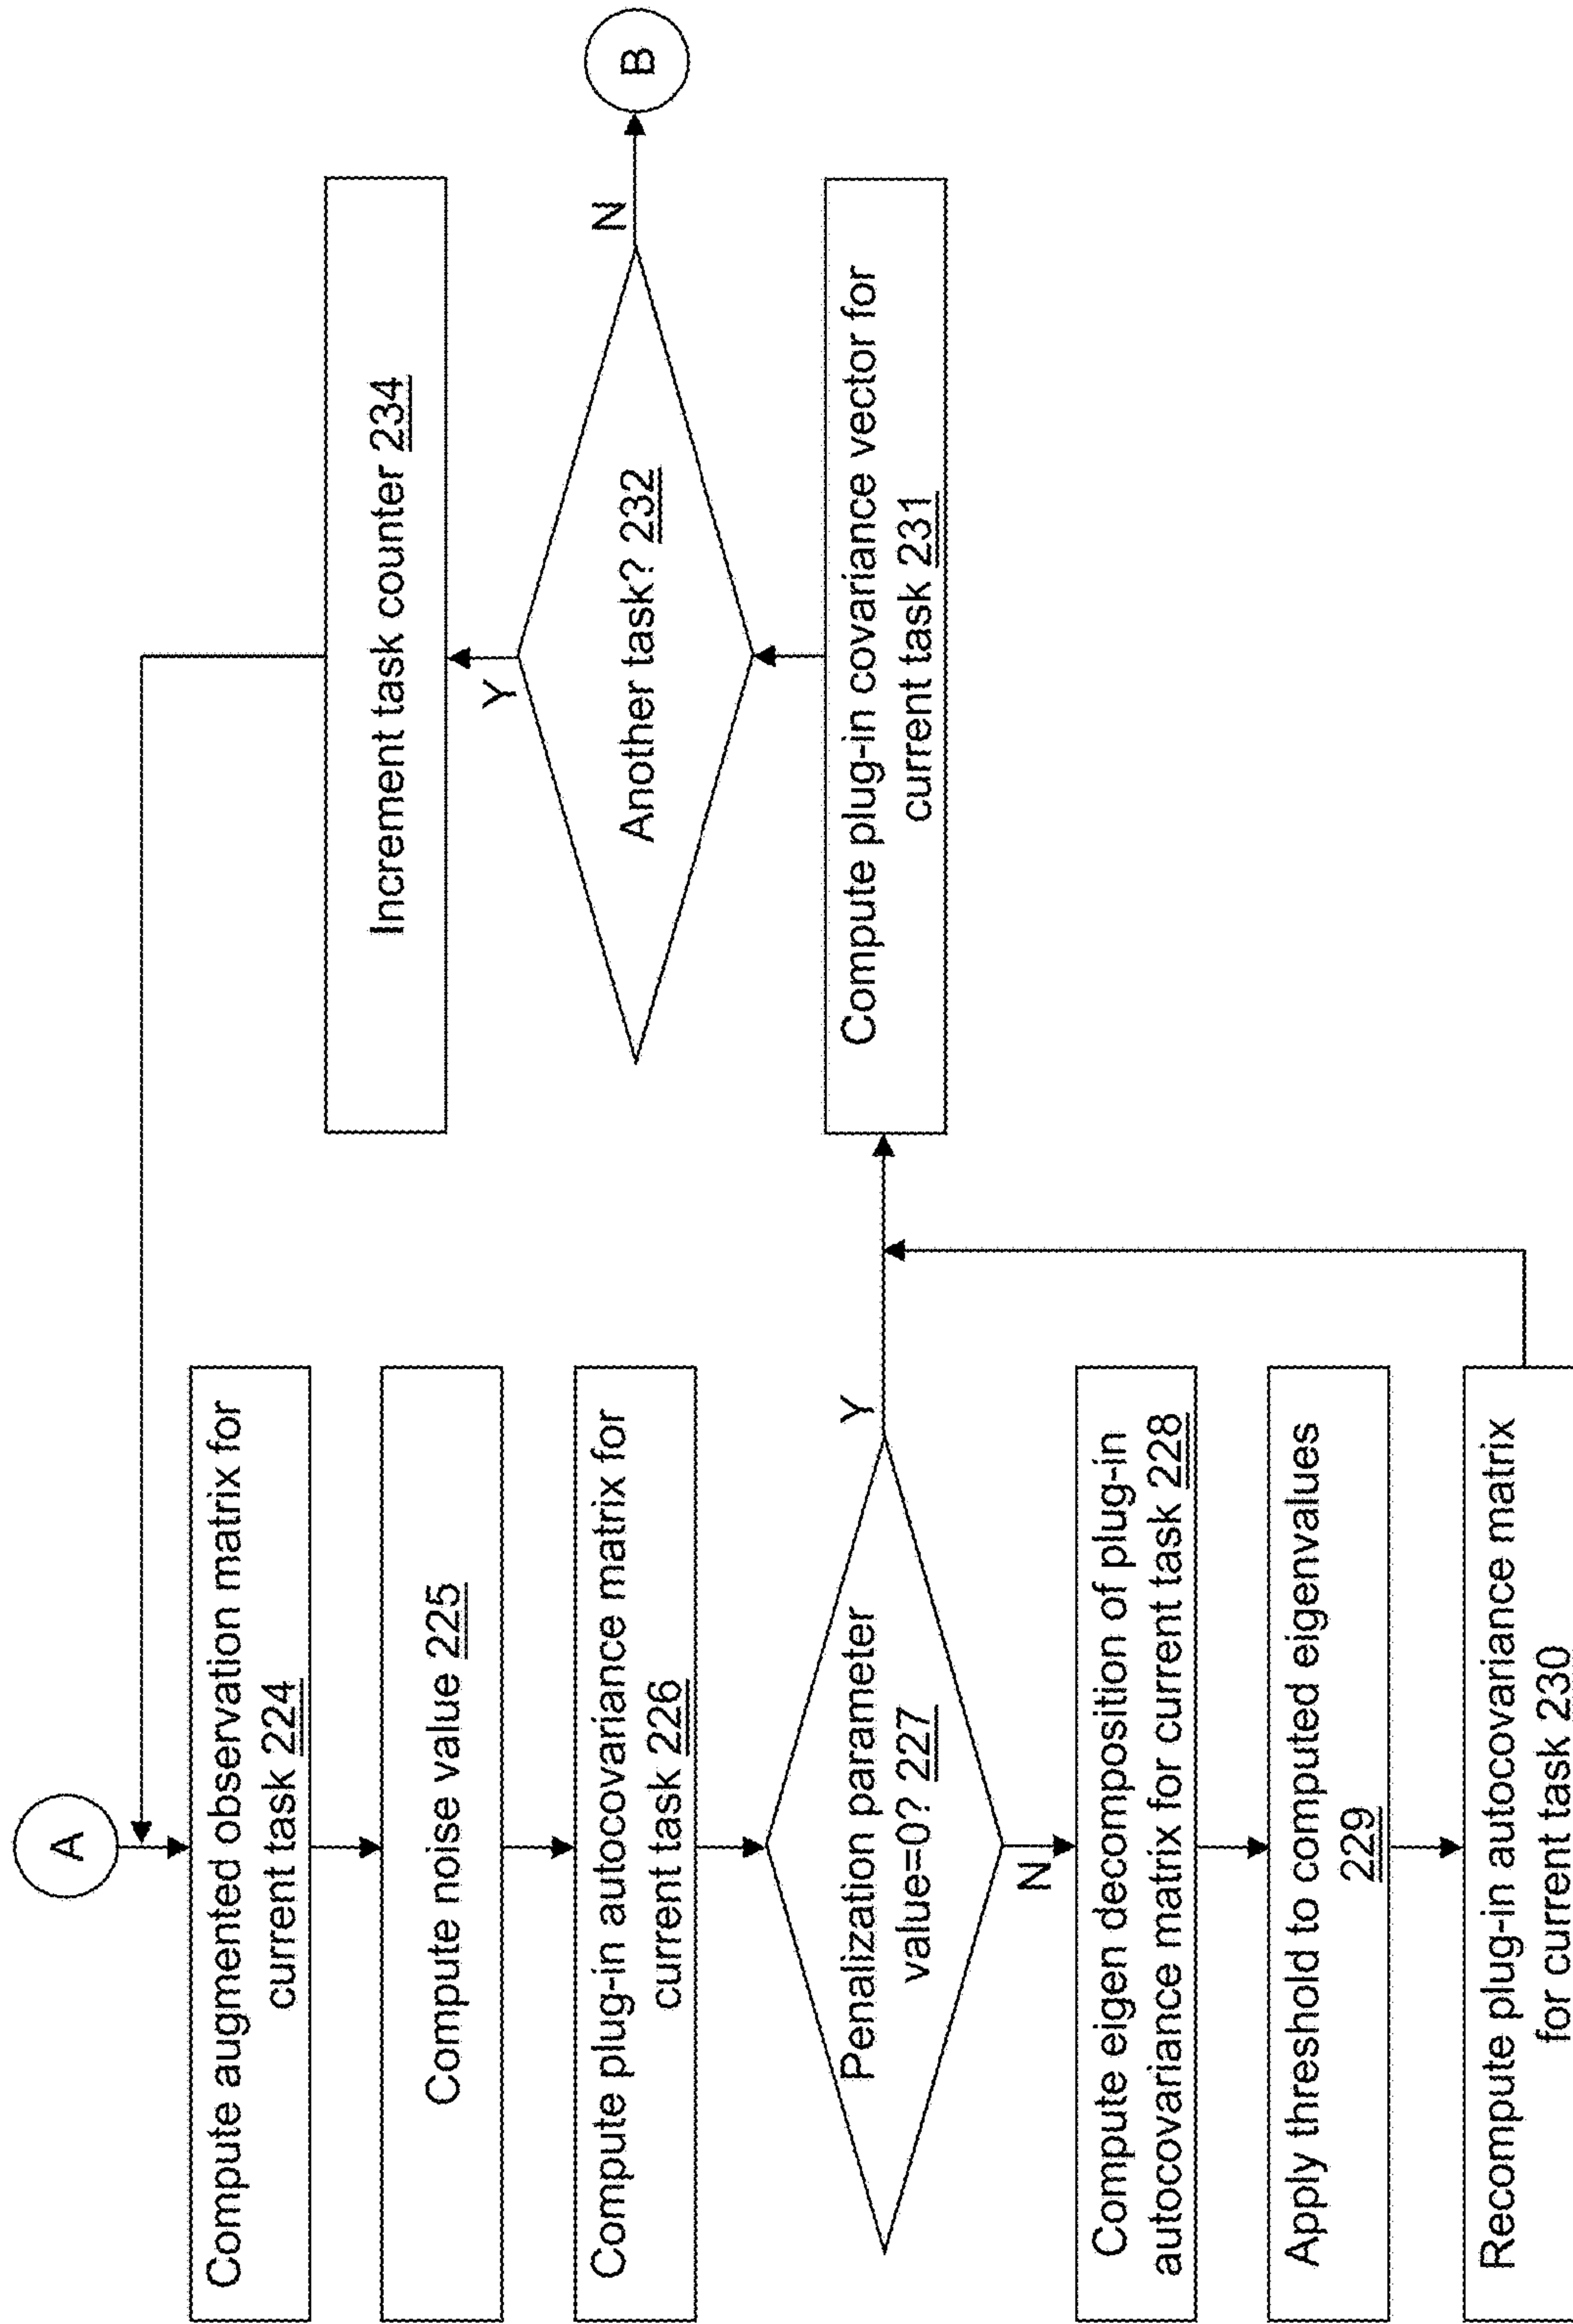 A
Compute augmented observation matrix for
current task 224
Compute noise value 225
Compute plug-in autocovariance matrix for
current task 226
Penalization parameter
value=0? 227
Y
N
Compute eigen decomposition of plug-in
autocovariance matrix for current task 228
Apply threshold to computed eigenvalues
229
Recompute plug-in autocovariance matrix
for current task 230
Increment task counter 234
Y
Another task? 232
N
B
Compute plug-in covariance vector for
current task 231